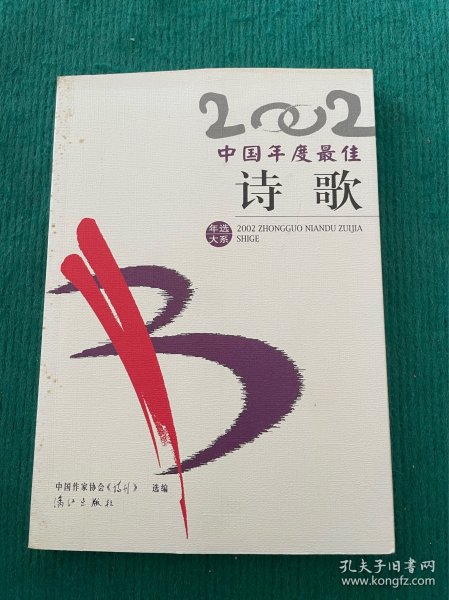 2002
中国年度最佳
诗歌
年选
大系
2002 ZHONGGUO NIANDU ZUIJIA
SHIGE
中国作家协会《诗刊》 选编
漓江出版社
孔夫子旧书网
www.kongfz.com